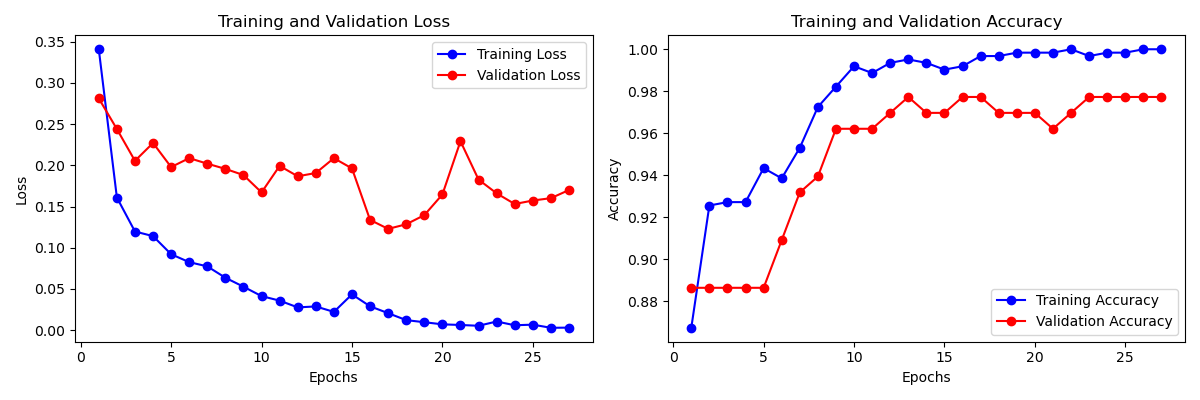 Training and Validation Loss
0.35
0.30
0.25
0.20
0.15
0.10
0.05
0.00
Loss
0
5
10
15
20
25
Epochs
Training Loss
Validation Loss
Training and Validation Accuracy
1.00
0.98
0.96
0.94
0.92
0.90
0.88
Accuracy
0
5
10
15
20
25
Epochs
Training Accuracy
Validation Accuracy